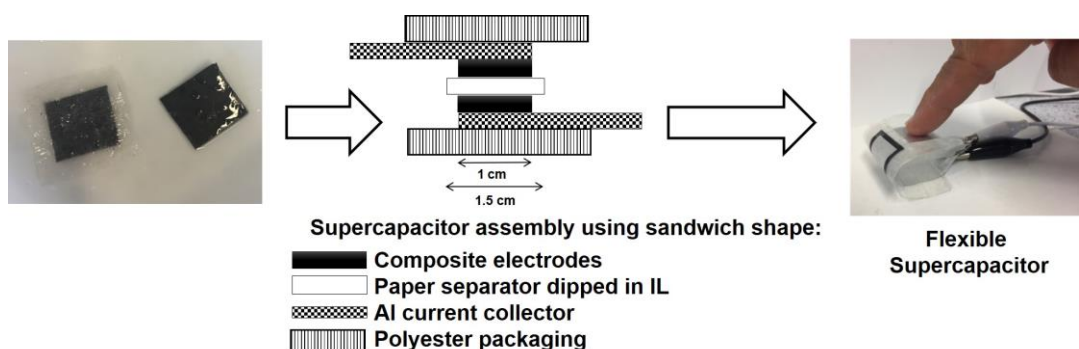 1 cm
1.5 cm
Supercapacitor assembly using sandwich shape:
Composite electrodes
Paper separator dipped in IL
Al current collector
Polyester packaging
Flexible
Supercapacitor